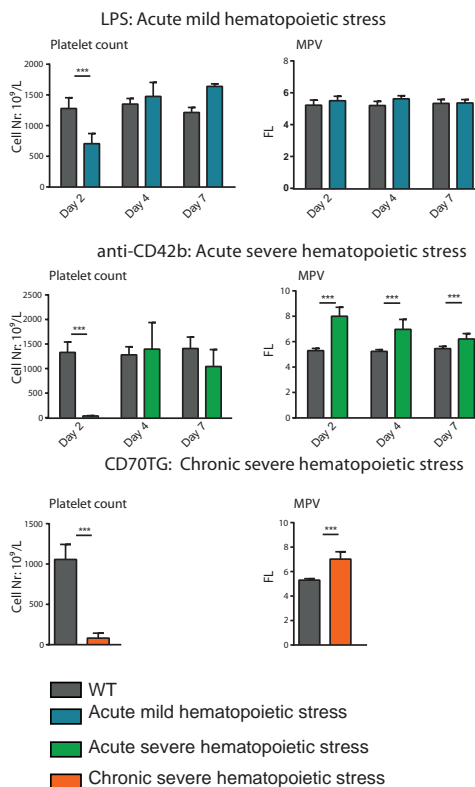 LPS: Acute mild hematopoietic stress
Platelet count
MPV
Cell Nr: 10⁹/L
1500
2000
1000
500
0
***
Day 2
Day 4
Day 7
FL
8
6
4
2
0
Day 2
Day 4
Day 7
anti-CD42b: Acute severe hematopoietic stress
Platelet count
MPV
Cell Nr: 10⁹/L
2500
2000
1500
1000
500
0
***
Day 2
Day 4
Day 7
FL
10
8
6
4
2
0
***
***
***
Day 2
Day 4
Day 7
CD70TG: Chronic severe hematopoietic stress
Platelet count
MPV
Cell Nr: 10⁹/L
1500
1000
500
0
***
FL
10
8
6
4
2
0
***
WT
Acute mild hematopoietic stress
Acute severe hematopoietic stress
Chronic severe hematopoietic stress